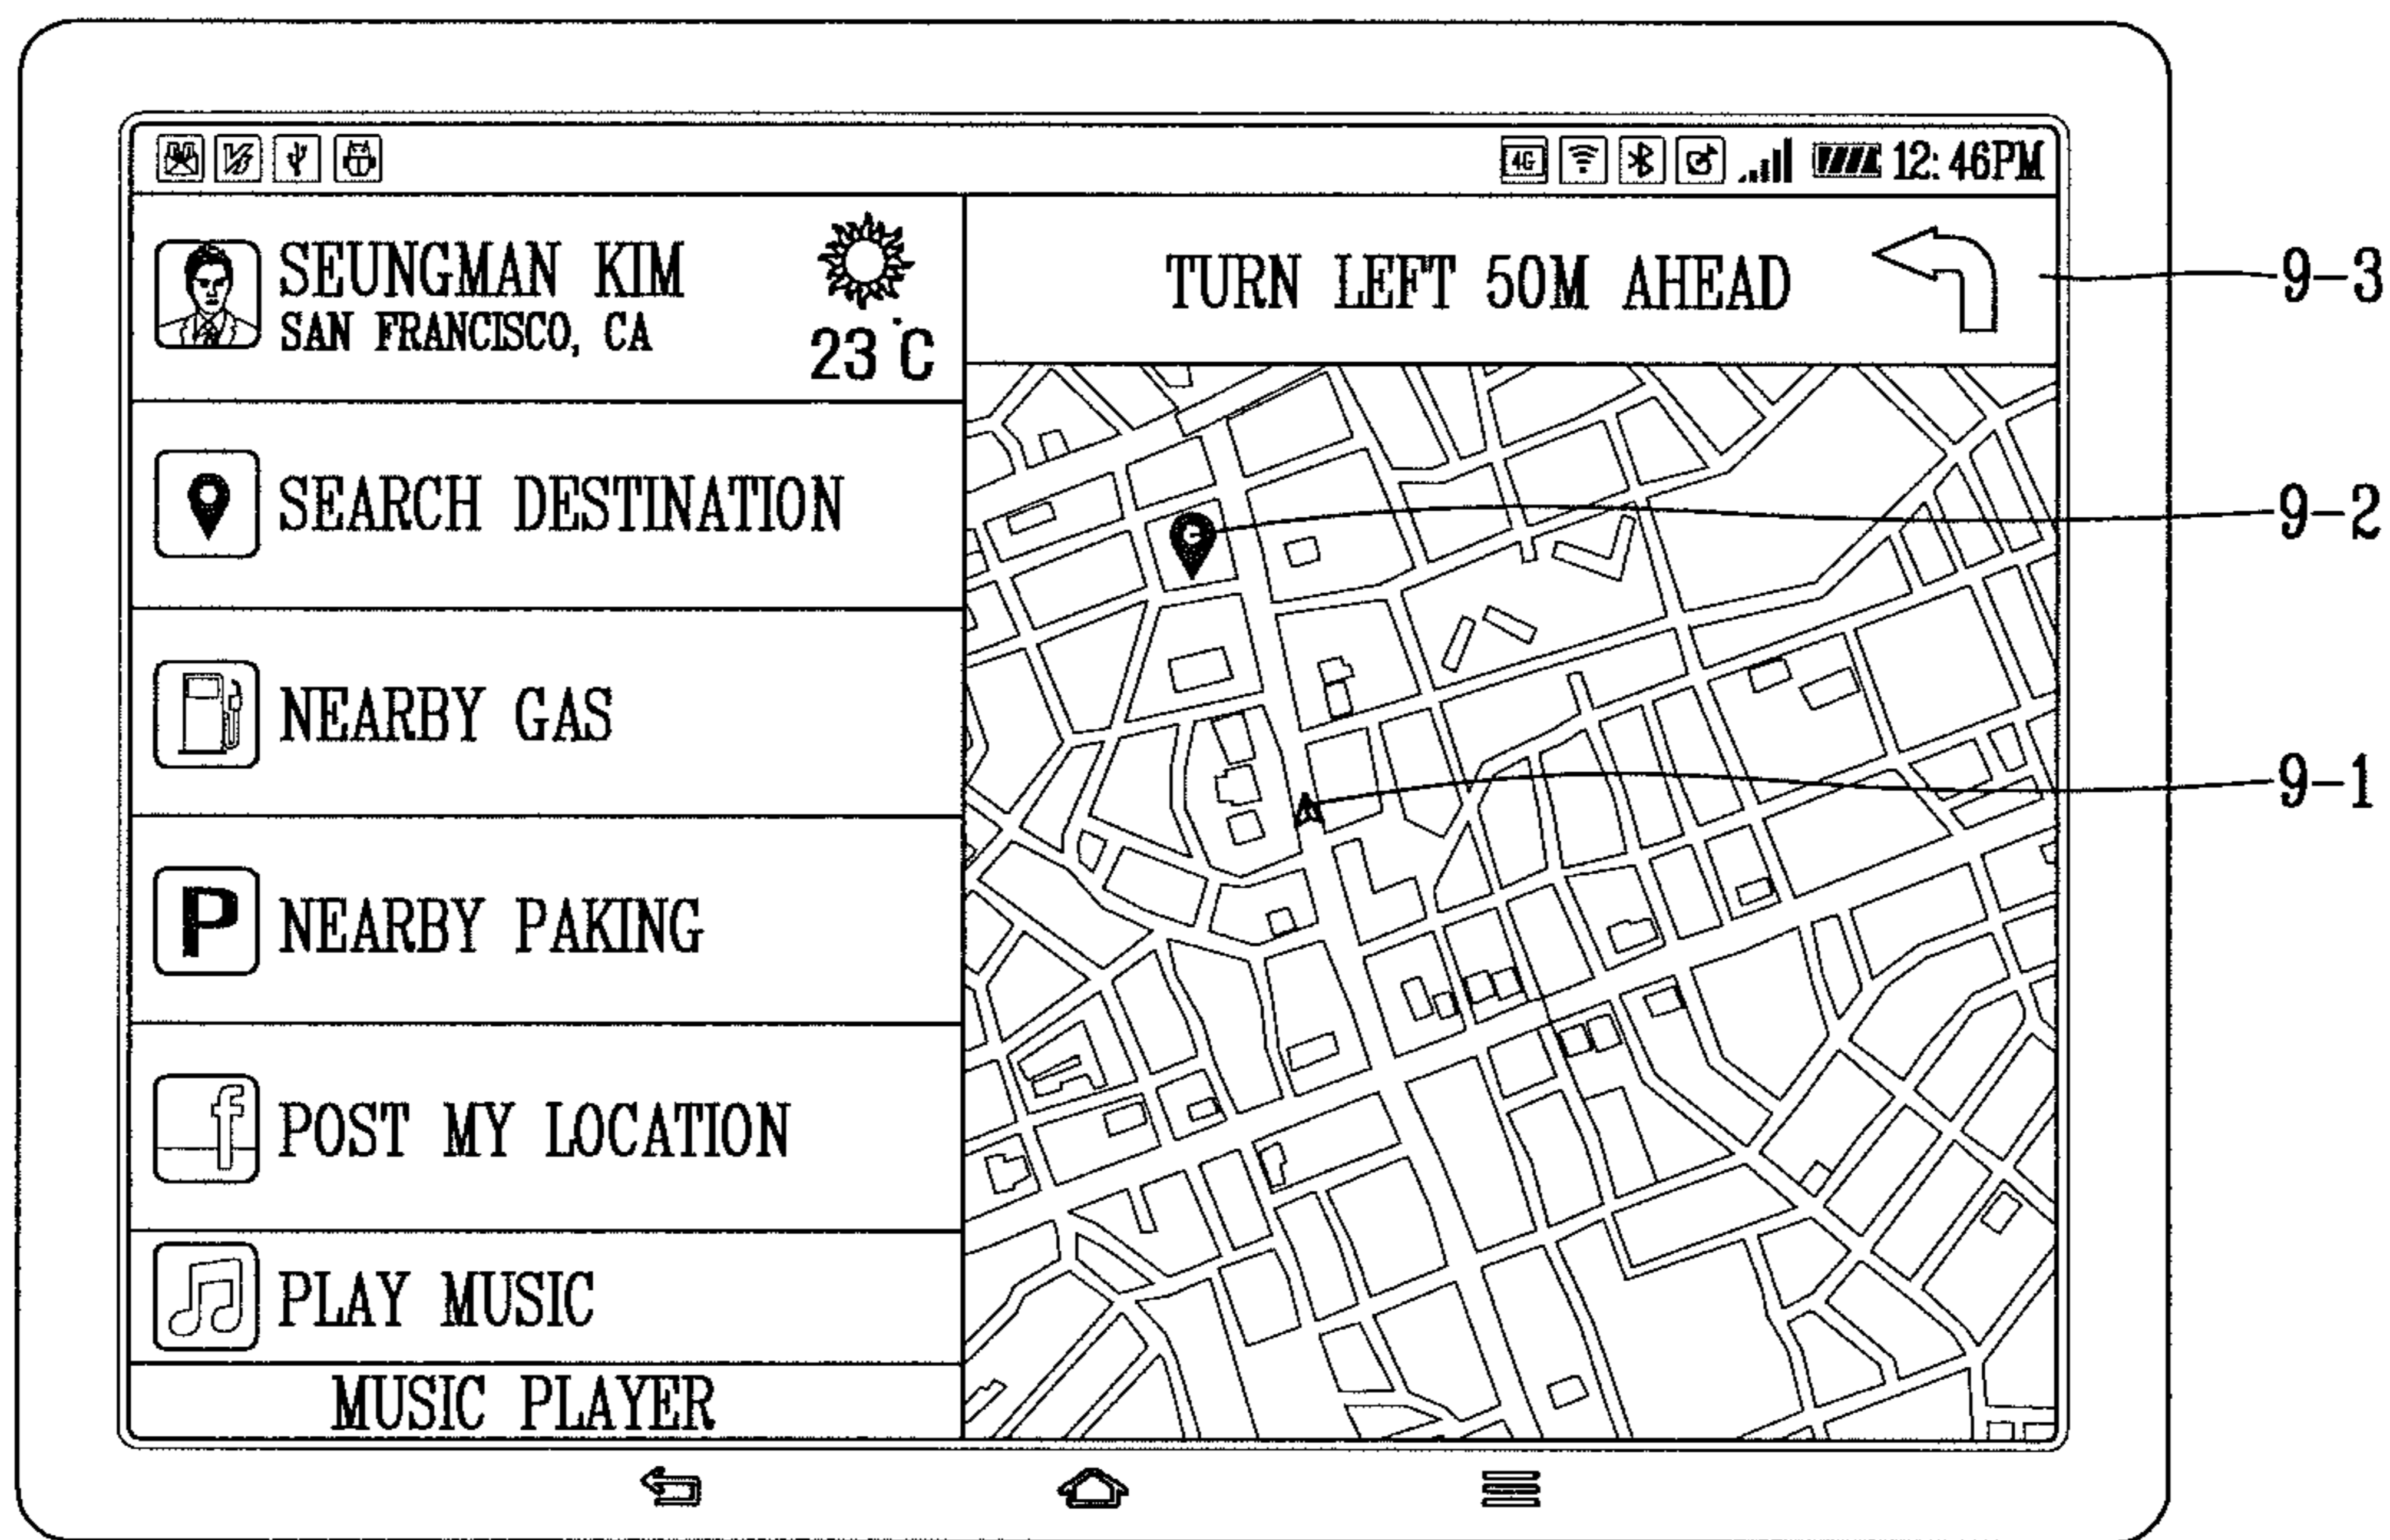 4G 12:46PM
SEUNGMAN KIM
SAN FRANCISCO, CA
23°C
TURN LEFT 50M AHEAD
9-3
SEARCH DESTINATION
9-2
NEARBY GAS
9-1
P NEARBY PAKING
f POST MY LOCATION
PLAY MUSIC
MUSIC PLAYER